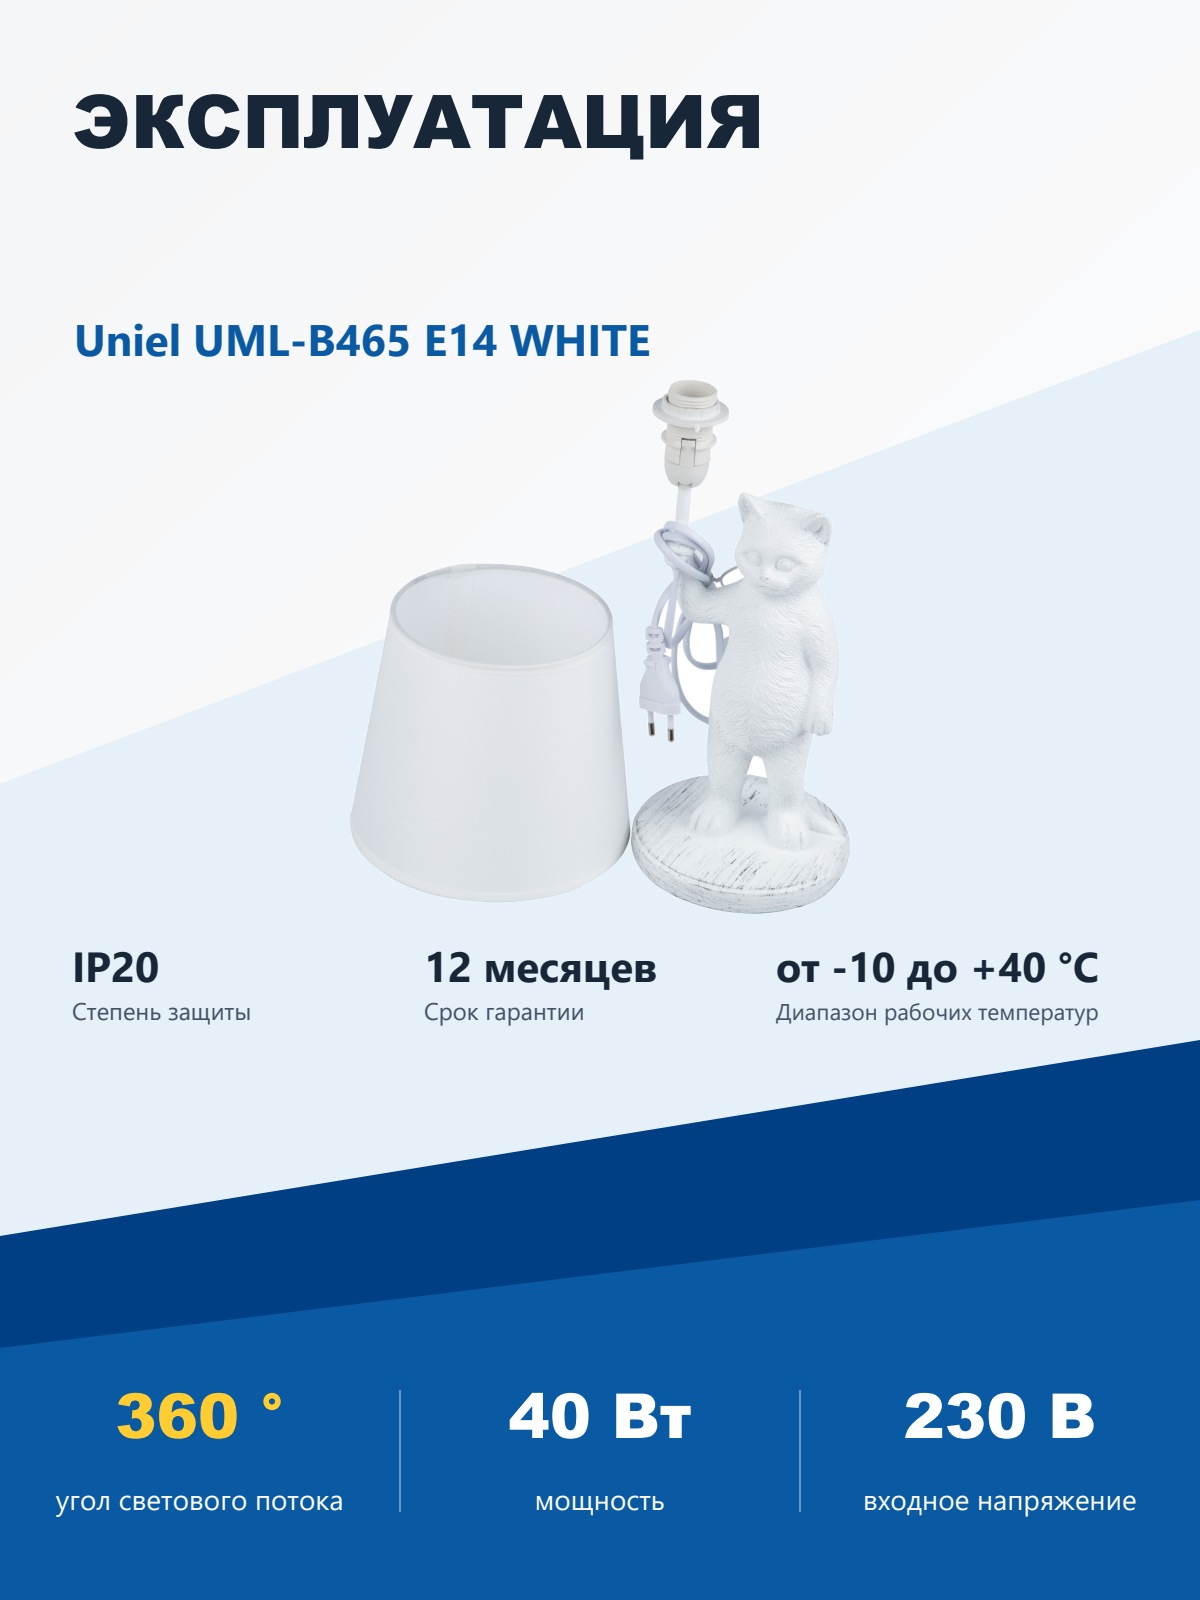 ЭКСПЛУАТАЦИЯ
Uniel UML-B465 E14 WHITE
IP20
Степень защиты
12 месяцев
Срок гарантии
от -10 до +40 °C
Диапазон рабочих температур
360 °
угол светового потока
40 Вт
мощность
230 В
входное напряжение